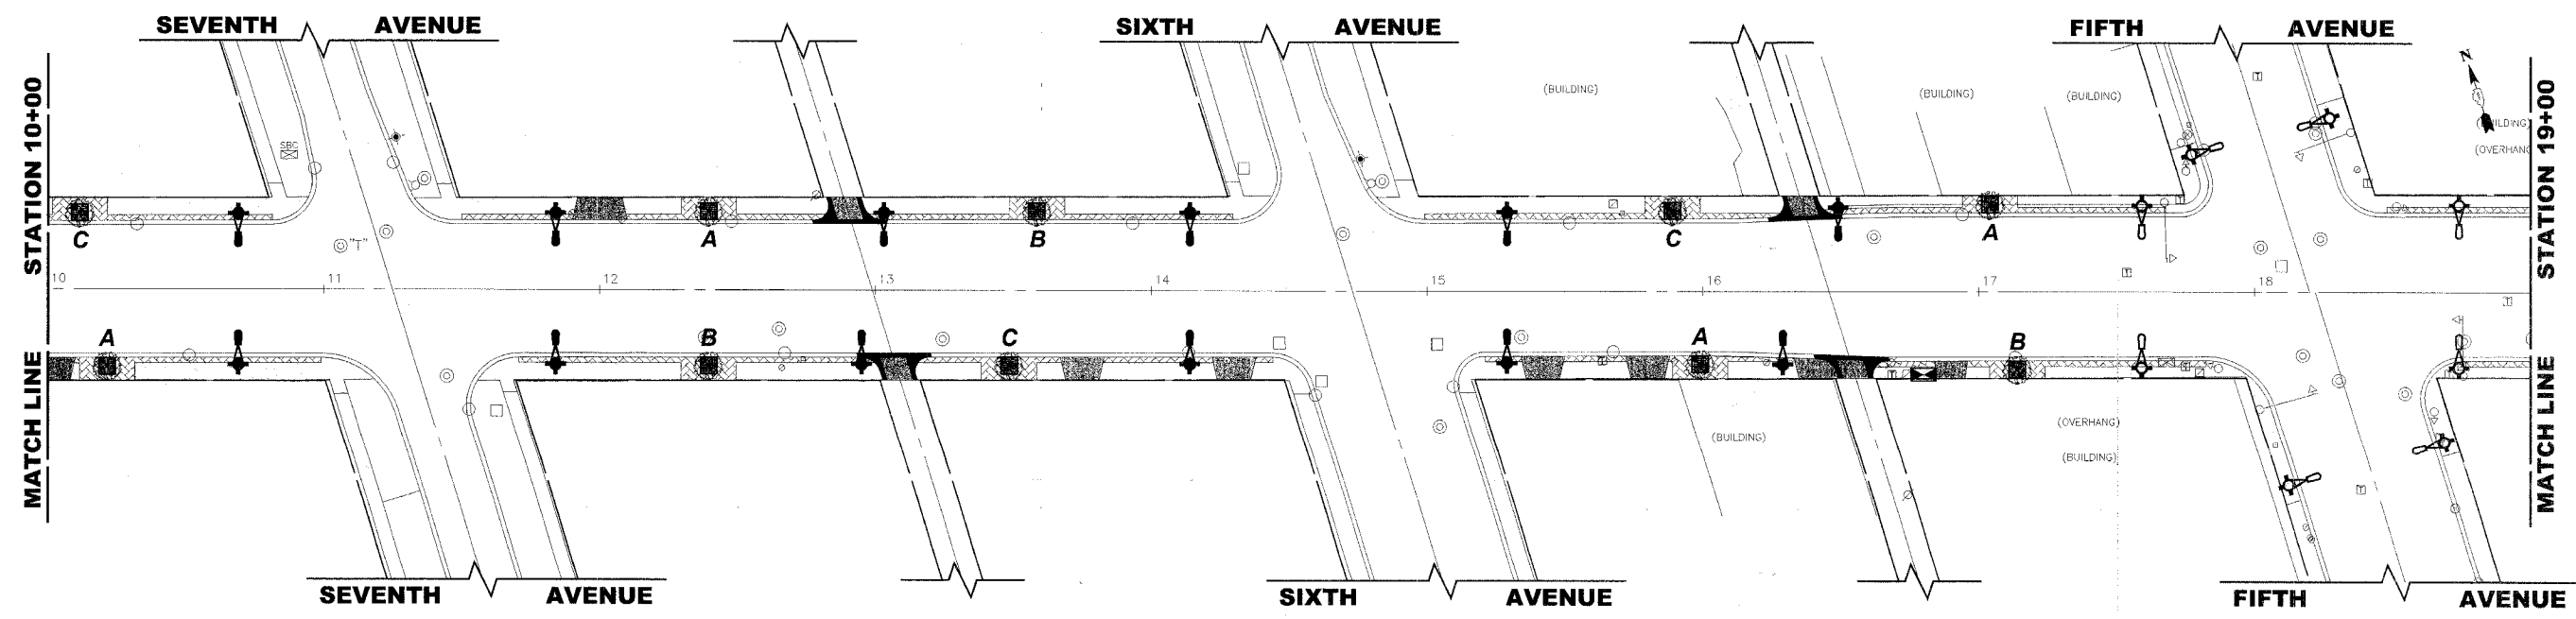 SEVENTH AVENUE
SIXTH AVENUE
FIFTH AVENUE
N
STATION 10+00
STATION 19+00
(BUILDING)
(BUILDING)
(BUILDING)
(BUILDING)
(OVERHANG
SBC
C
A
B
C
A
"T"
10 11 12 13 14 15 16 17 18
A
B
C
A
B
T
T
T
T
T
T
MATCH LINE
MATCH LINE
(BUILDING)
(OVERHANG)
(BUILDING)
SEVENTH AVENUE
SIXTH AVENUE
FIFTH AVENUE